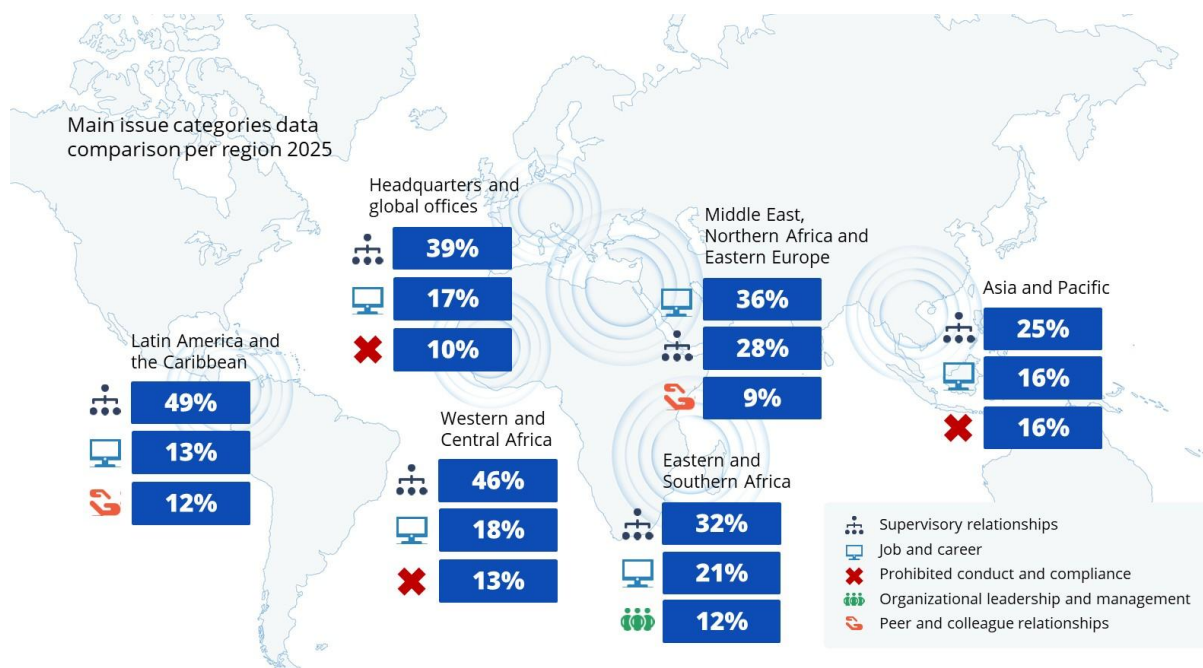 Main issue categories data
comparison per region 2025
Headquarters and
global offices
39%
17%
10%
Middle East,
Northern Africa and
Eastern Europe
36%
28%
9%
Asia and Pacific
25%
16%
16%
Latin America and
the Caribbean
49%
13%
12%
Western and
Central Africa
46%
18%
13%
Eastern and
Southern Africa
32%
21%
12%
Supervisory relationships
Job and career
Prohibited conduct and compliance
Organizational leadership and management
Peer and colleague relationships